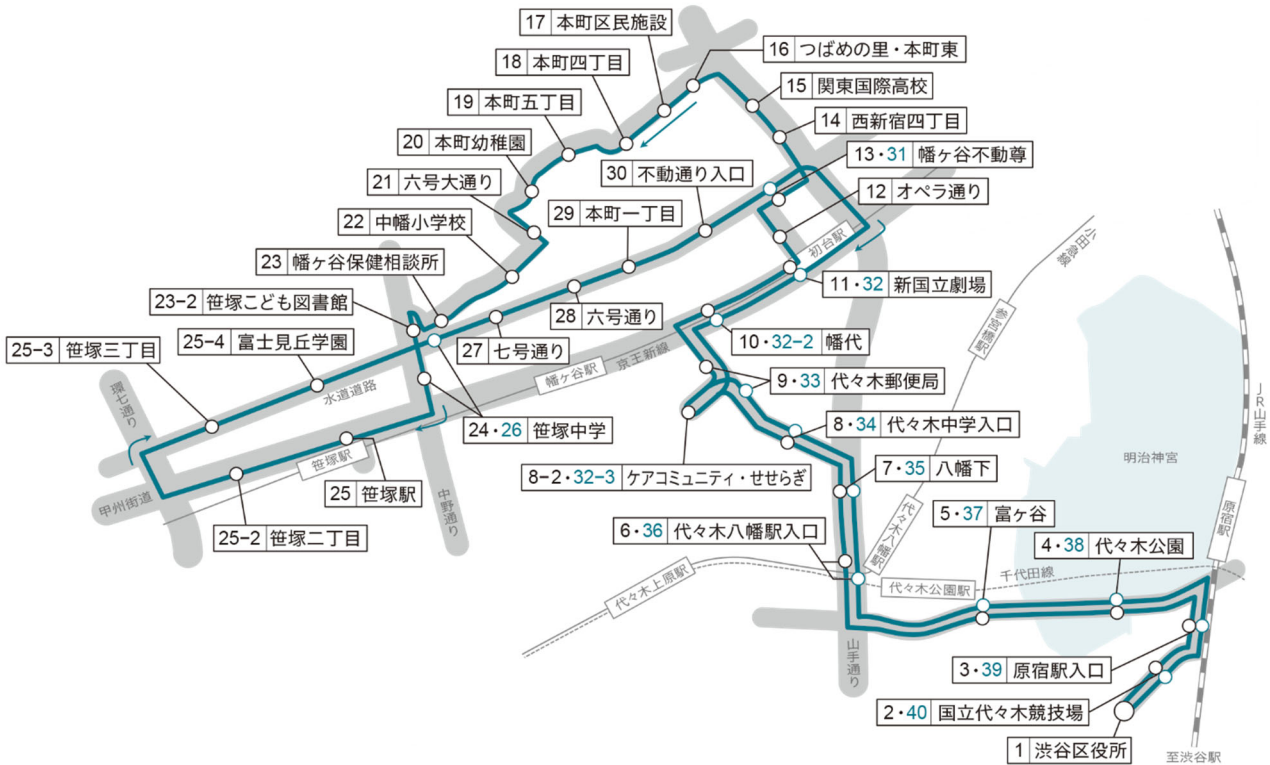 17 本町区民施設
16 つばめの里・本町東
18 本町四丁目
15 関東国際高校
19 本町五丁目
14 西新宿四丁目
20 本町幼稚園
13・31 幡ヶ谷不動尊
30 不動通り入口
21 六号大通り
12 オペラ通り
29 本町一丁目
22 中幡小学校
初台駅
小田急線
23 幡ヶ谷保健相談所
11・32 新国立劇場
23-2 笹塚こども図書館
28 六号通り
参宮橋駅
25-4 富士見丘学園
10・32-2 幡代
25-3 笹塚三丁目
27 七号通り
京王新線
幡ヶ谷駅
9・33 代々木郵便局
水道道路
環七通り
JR山手線
24・26 笹塚中学
8・34 代々木中学入口
笹塚駅
明治神宮
7・35 八幡下
8-2・32-3 ケアコミュニティ・せせらぎ
25 笹塚駅
甲州街道
中野通り
原宿駅
5・37 富ヶ谷
25-2 笹塚二丁目
6・36 代々木八幡駅入口
代々木八幡駅
4・38 代々木公園
千代田線
代々木上原駅
代々木公園駅
山手通り
3・39 原宿駅入口
2・40 国立代々木競技場
1 渋谷区役所
至渋谷駅